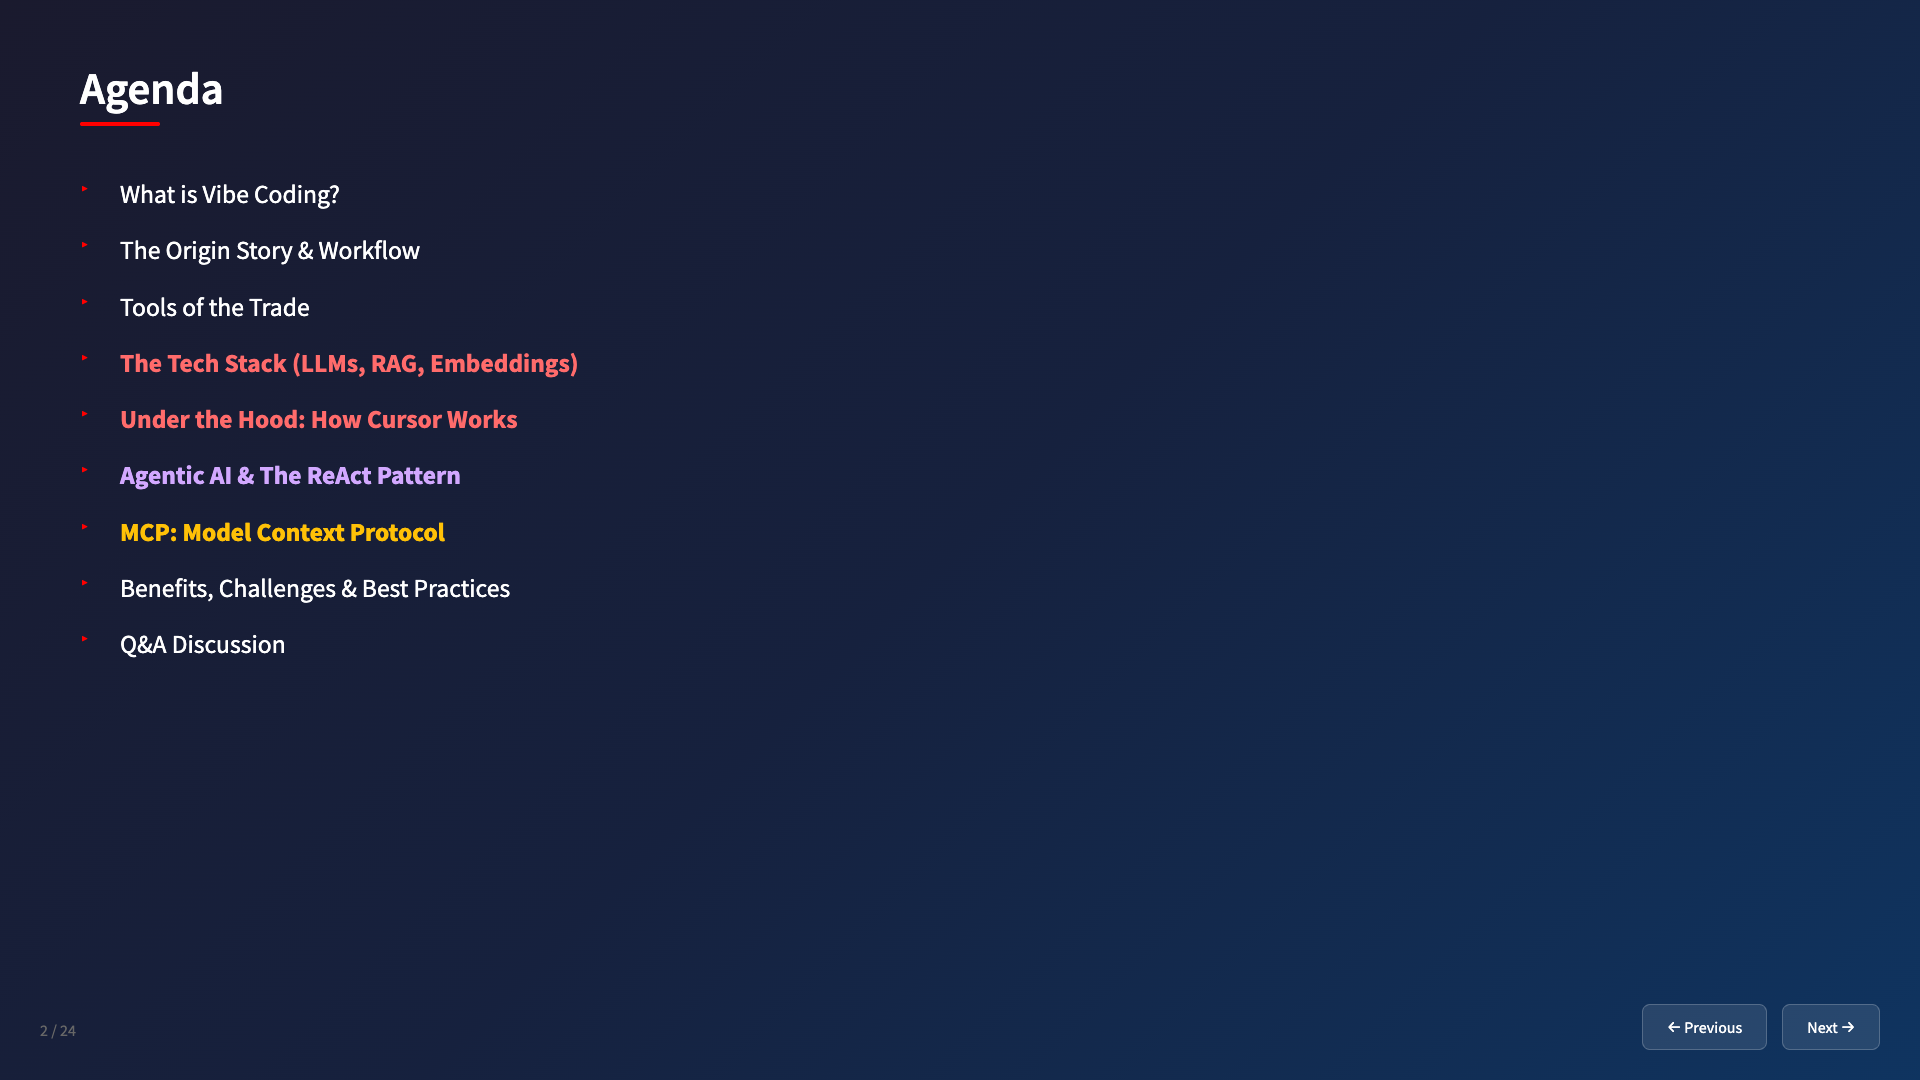 Agenda
What is Vibe Coding?
The Origin Story & Workflow
Tools of the Trade
The Tech Stack (LLMs, RAG, Embeddings)
Under the Hood: How Cursor Works
Agentic AI & The ReAct Pattern
MCP: Model Context Protocol
Benefits, Challenges & Best Practices
Q&A Discussion
2 / 24
← Previous
Next →